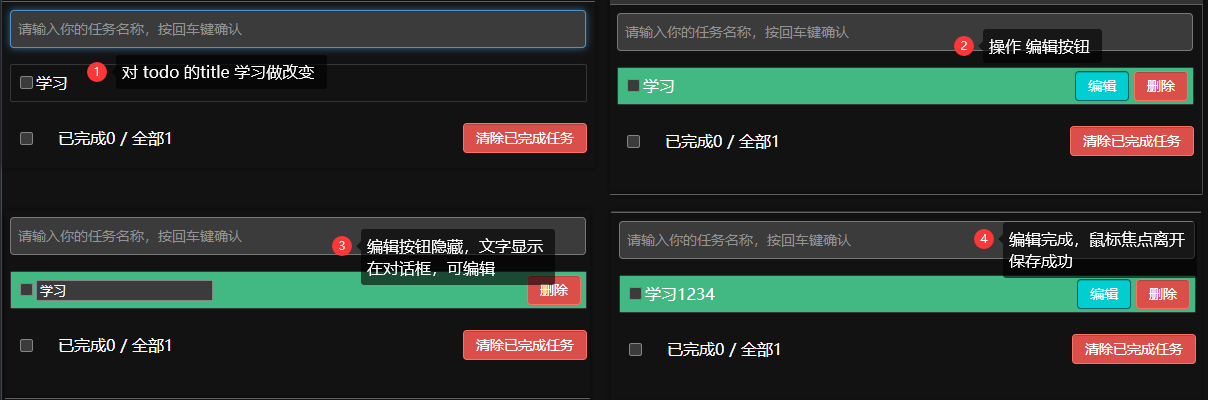 请输入你的任务名称，按回车键确认
1 对 todo 的title 学习做改变
学习
已完成0 / 全部1 清除已完成任务
请输入你的任务名称，按回车键确认
2 操作 编辑按钮
学习 编辑 删除
已完成0 / 全部1 清除已完成任务
请输入你的任务名称，按回车键确认
3 编辑按钮隐藏，文字显示
在对话框，可编辑
学习 删除
已完成0 / 全部1 清除已完成任务
请输入你的任务名称，按回车键确认
4 编辑完成，鼠标焦点离开
保存成功
学习1234 编辑 删除
已完成0 / 全部1 清除已完成任务